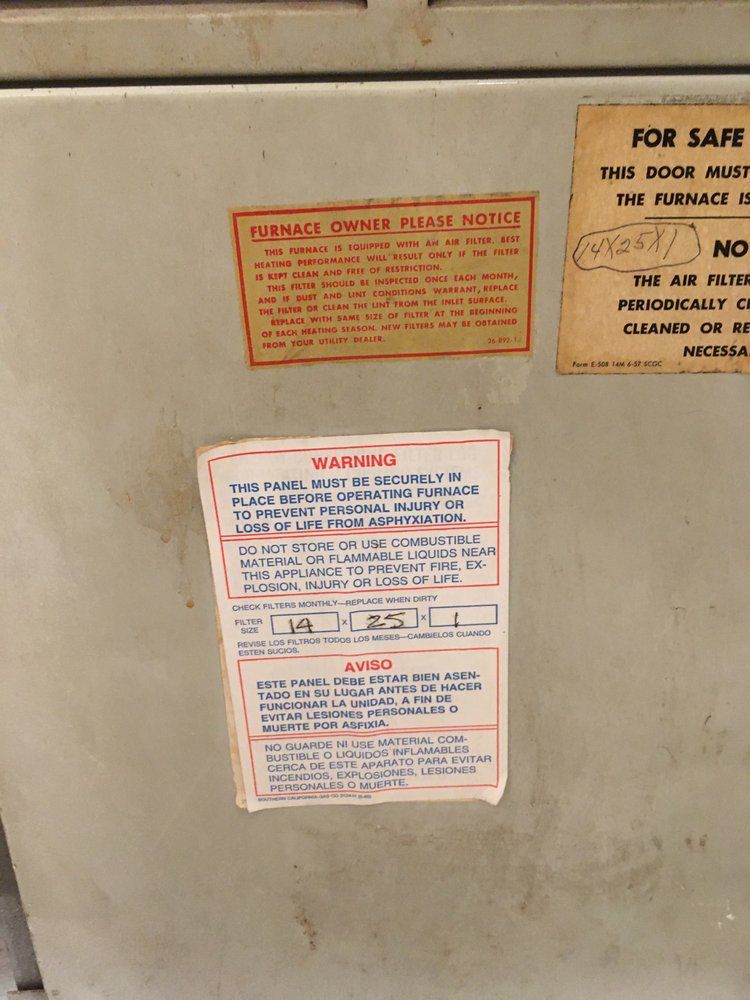 FURNACE OWNER PLEASE NOTICE
THIS FURNACE IS EQUIPPED WITH AN AIR FILTER. BEST
HEATING PERFORMANCE WILL RESULT ONLY IF THE FILTER
IS KEPT CLEAN AND FREE OF RESTRICTION.
THIS FILTER SHOULD BE INSPECTED ONCE EACH MONTH,
AND IF DUST AND LINT CONDITIONS WARRANT, REPLACE
THE FILTER OR CLEAN THE LINT FROM THE INLET SURFACE.
REPLACE WITH SAME SIZE OF FILTER AT THE BEGINNING
OF EACH HEATING SEASON. NEW FILTERS MAY BE OBTAINED
FROM YOUR UTILITY DEALER.
FOR SAFE
THIS DOOR MUST
THE FURNACE IS
14X25X1
NO
THE AIR FILTER
PERIODICALLY
CLEANED OR RE
NECESSA
Form E-508 14M 6-57 SCGC
WARNING
THIS PANEL MUST BE SECURELY IN
PLACE BEFORE OPERATING FURNACE
TO PREVENT PERSONAL INJURY OR
LOSS OF LIFE FROM ASPHYXIATION.
DO NOT STORE OR USE COMBUSTIBLE
MATERIAL OR FLAMMABLE LIQUIDS NEAR
THIS APPLIANCE TO PREVENT FIRE, EX-
PLOSION, INJURY OR LOSS OF LIFE.
CHECK FILTERS MONTHLY—REPLACE WHEN DIRTY
FILTER SIZE 14 X 25 X 1
REVISE LOS FILTROS TODOS LOS MESES—CAMBIELOS CUANDO
ESTEN SUCIOS.
AVISO
ESTE PANEL DEBE ESTAR BIEN ASEN-
TADO EN SU LUGAR ANTES DE HACER
FUNCIONAR LA UNIDAD, A FIN DE
EVITAR LESIONES PERSONALES O
MUERTE POR ASFIXIA.
NO GUARDE NI USE MATERIAL COM-
BUSTIBLE O LIQUIDOS INFLAMABLES
CERCA DE ESTE APARATO PARA EVITAR
INCENDIOS, EXPLOSIONES, LESIONES
PERSONALES O MUERTE.
SOUTHERN CALIFORNIA GAS CO